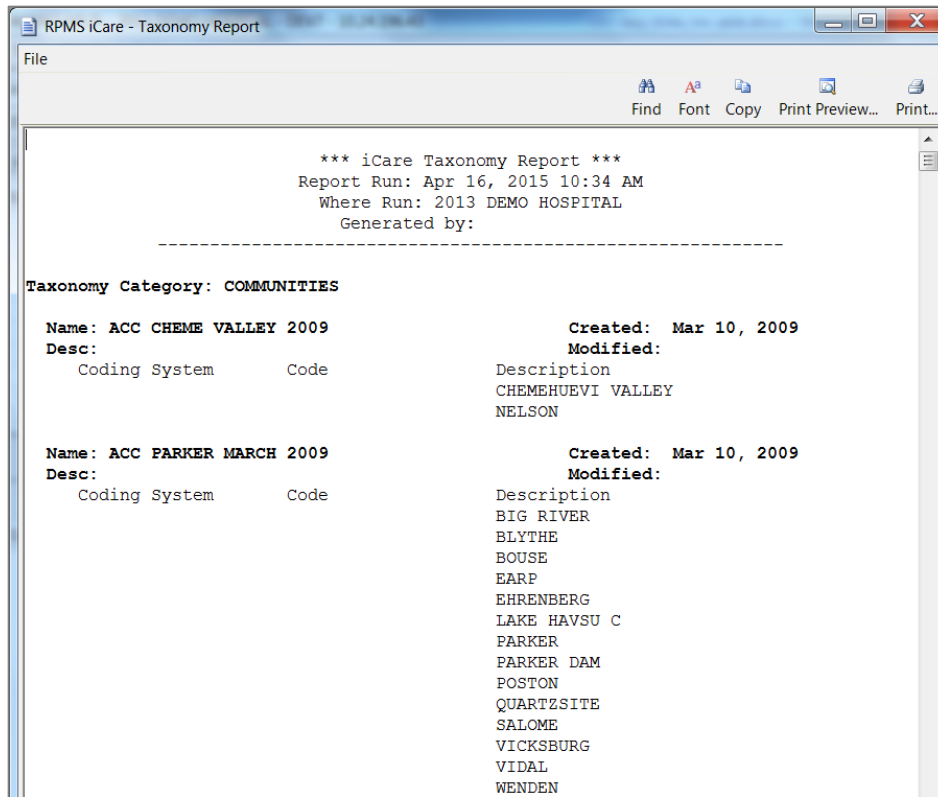 RPMS iCare - Taxonomy Report
File
Find Font Copy Print Preview... Print...
*** iCare Taxonomy Report ***
Report Run: Apr 16, 2015 10:34 AM
Where Run: 2013 DEMO HOSPITAL
Generated by:
------------------------------------------------------------
Taxonomy Category: COMMUNITIES
Name: ACC CHEME VALLEY 2009 Created: Mar 10, 2009
Desc: Modified:
Coding System Code Description
CHEMEHUEVI VALLEY
NELSON
Name: ACC PARKER MARCH 2009 Created: Mar 10, 2009
Desc: Modified:
Coding System Code Description
BIG RIVER
BLYTHE
BOUSE
EARP
EHRENBERG
LAKE HAVSU C
PARKER
PARKER DAM
POSTON
QUARTZSITE
SALOME
VICKSBURG
VIDAL
WENDEN